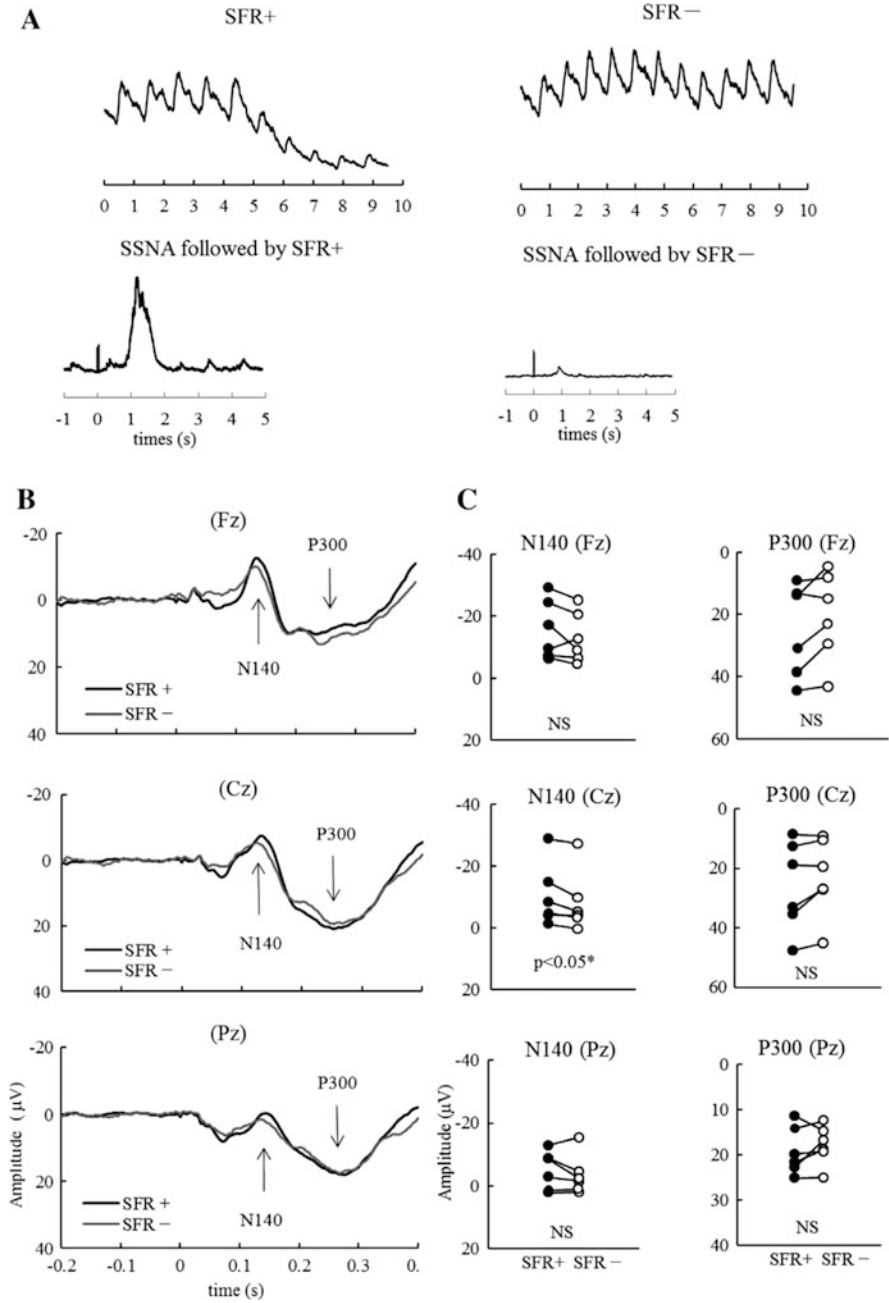 A
SFR+
SFR−
0 1 2 3 4 5 6 7 8 9 10
0 1 2 3 4 5 6 7 8 9 10
SSNA followed by SFR+
SSNA followed by SFR−
-1 0 1 2 3 4 5
times (s)
-1 0 1 2 3 4 5
times (s)
B
(Fz)
-20
0
20
40
P300
N140
SFR +
SFR −
(Cz)
-20
0
20
40
P300
N140
SFR +
SFR −
(Pz)
-20
0
20
40
Amplitude (µV)
P300
N140
SFR +
SFR −
-0.2 -0.1 0 0.1 0.2 0.3 0.
time (s)
C
N140 (Fz)
-40
-20
0
20
NS
P300 (Fz)
0
20
40
60
NS
N140 (Cz)
-40
-20
0
20
p<0.05*
P300 (Cz)
0
20
40
60
NS
N140 (Pz)
-40
-20
0
20
Amplitude (µV)
NS
SFR+ SFR−
P300 (Pz)
0
10
20
30
40
NS
SFR+ SFR−